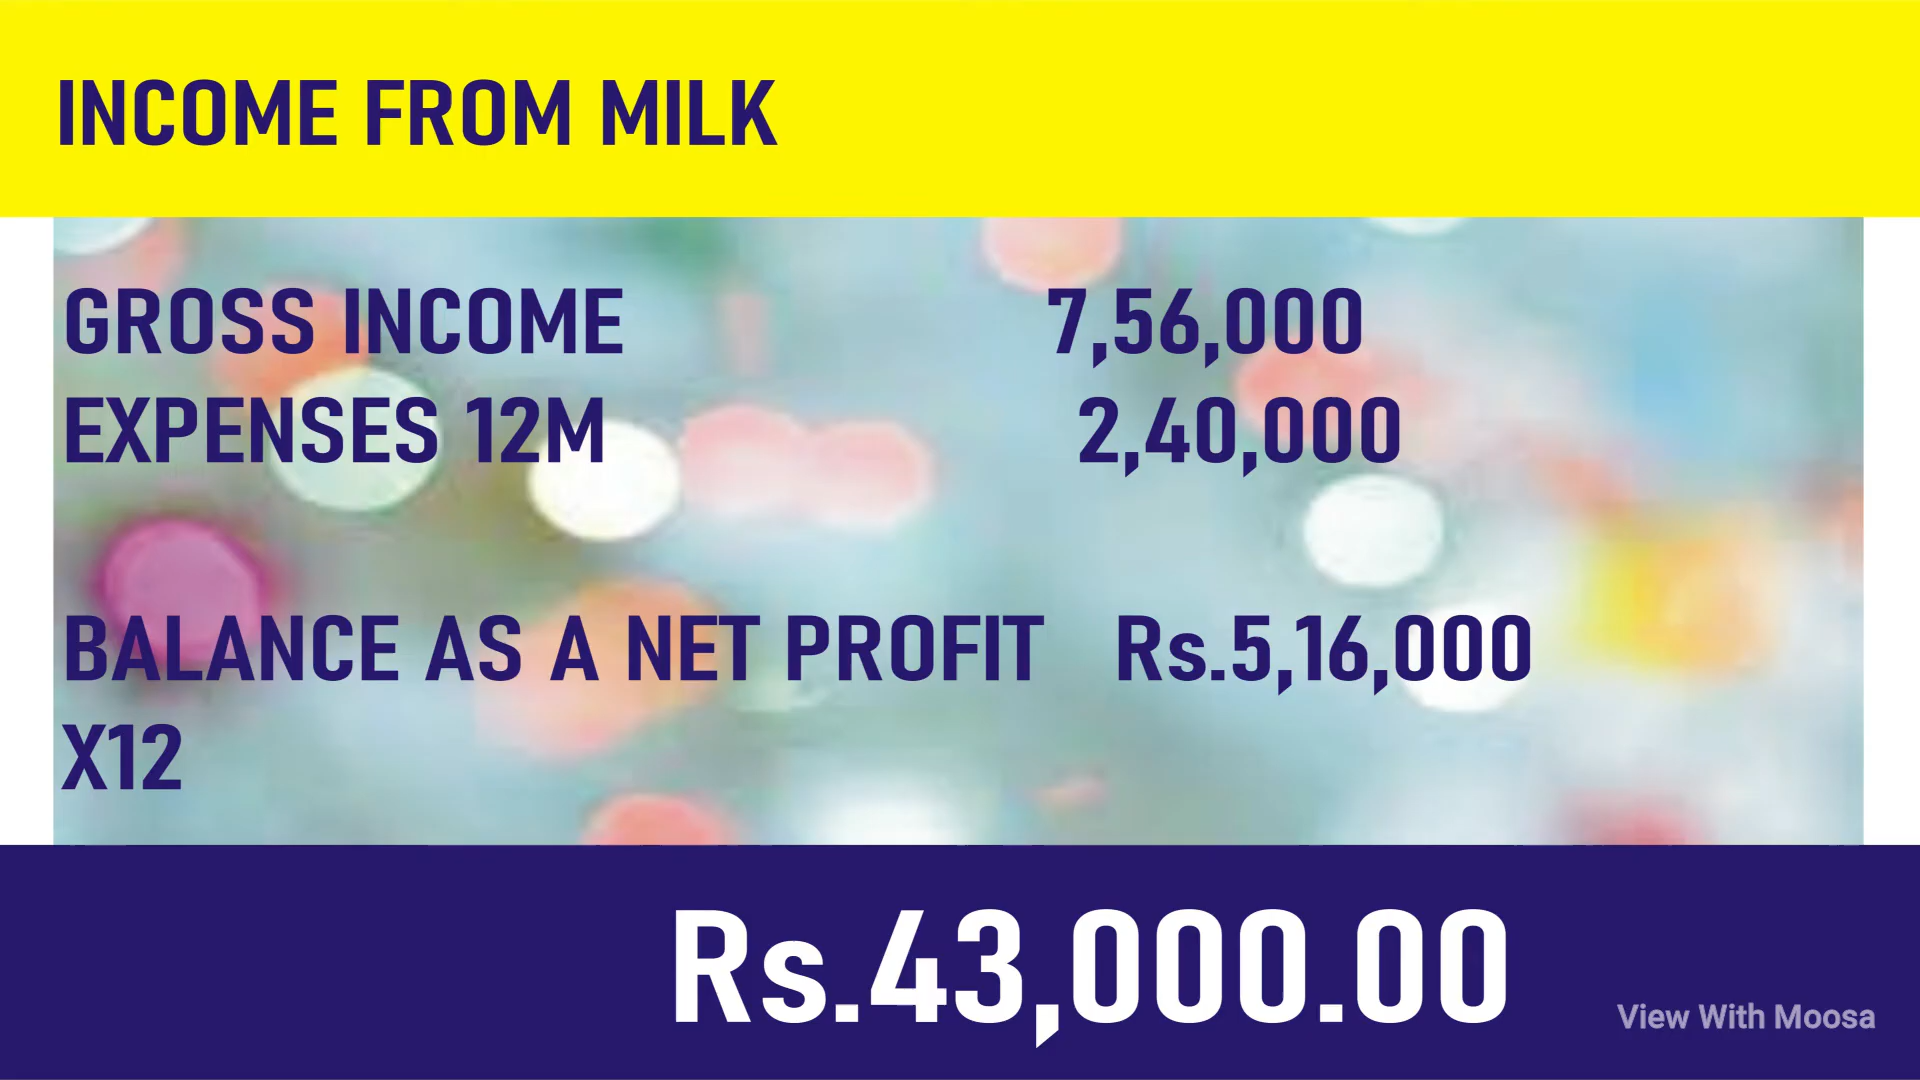 INCOME FROM MILK
GROSS INCOME 7,56,000
EXPENSES 12M 2,40,000
BALANCE AS A NET PROFIT Rs.5,16,000
X12
Rs.43,000.00
View With Moosa